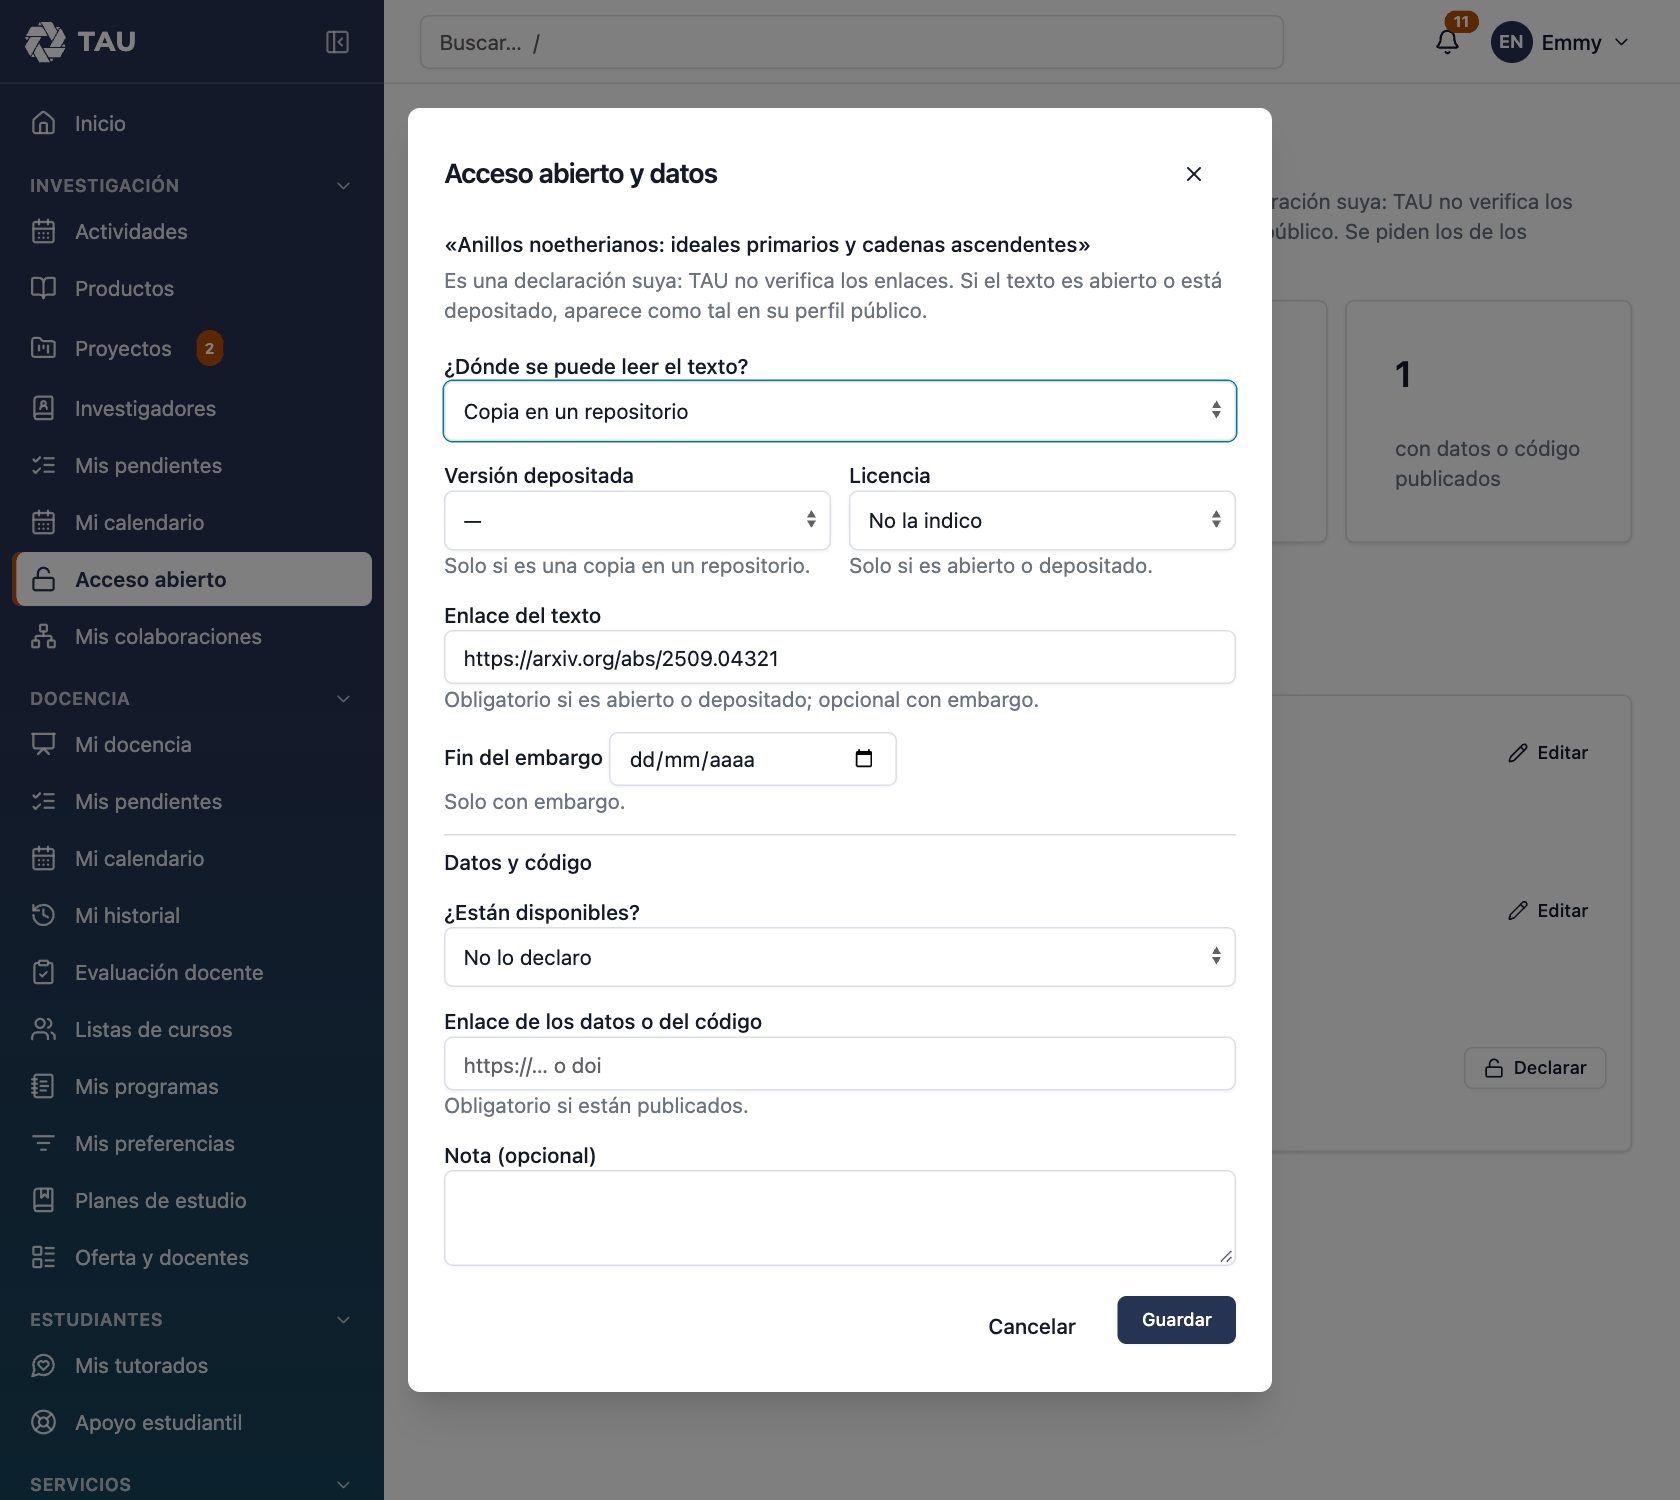 TAU
Buscar... /
11
EN
Emmy
Inicio
INVESTIGACIÓN
Actividades
Productos
Proyectos
2
Investigadores
Mis pendientes
Mi calendario
Acceso abierto
Mis colaboraciones
DOCENCIA
Mi docencia
Mis pendientes
Mi calendario
Mi historial
Evaluación docente
Listas de cursos
Mis programas
Mis preferencias
Planes de estudio
Oferta y docentes
ESTUDIANTES
Mis tutorados
Apoyo estudiantil
SERVICIOS
Acceso abierto y datos
«Anillos noetherianos: ideales primarios y cadenas ascendentes»
Es una declaración suya: TAU no verifica los enlaces. Si el texto es abierto o está
depositado, aparece como tal en su perfil público.
¿Dónde se puede leer el texto?
Copia en un repositorio
Versión depositada
Licencia
—
No la indico
Solo si es una copia en un repositorio.
Solo si es abierto o depositado.
Enlace del texto
https://arxiv.org/abs/2509.04321
Obligatorio si es abierto o depositado; opcional con embargo.
Fin del embargo
dd/mm/aaaa
Solo con embargo.
Datos y código
¿Están disponibles?
No lo declaro
Enlace de los datos o del código
https://... o doi
Obligatorio si están publicados.
Nota (opcional)
Cancelar
Guardar
suya: TAU no verifica los
Se piden los de los
1
con datos o código
publicados
Editar
Editar
Declarar